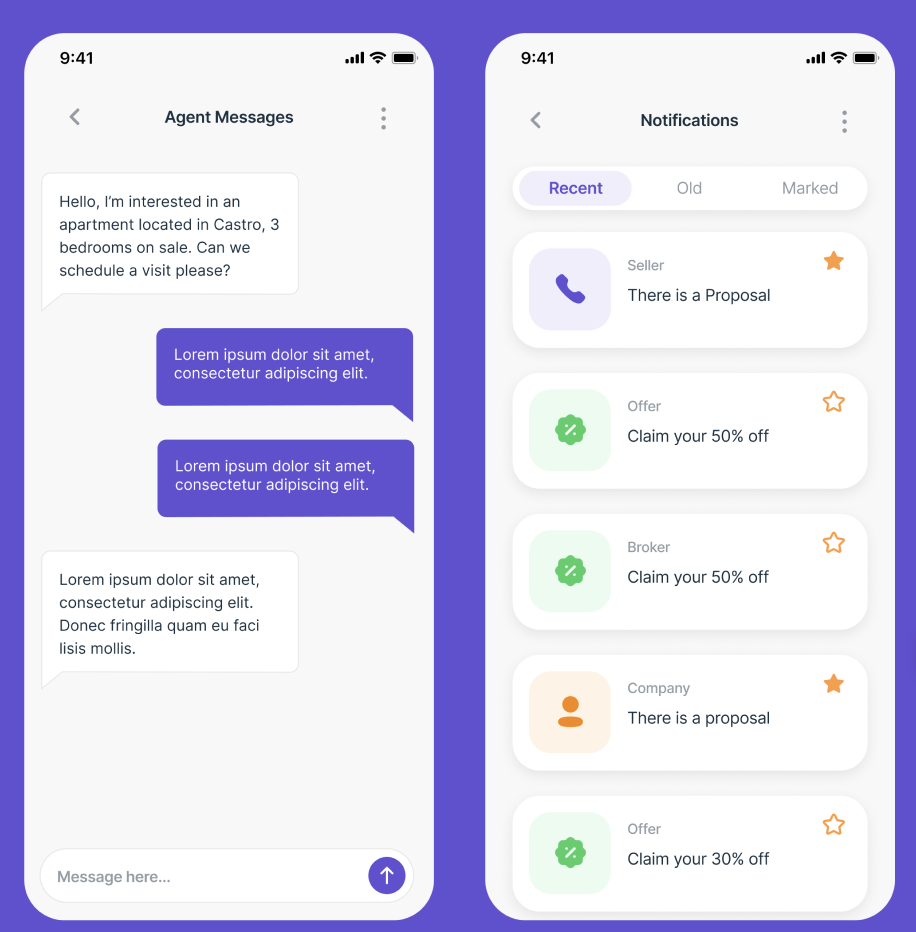 9:41
Agent Messages
Hello, I’m interested in an
apartment located in Castro, 3
bedrooms on sale. Can we
schedule a visit please?
Lorem ipsum dolor sit amet,
consectetur adipiscing elit.
Lorem ipsum dolor sit amet,
consectetur adipiscing elit.
Lorem ipsum dolor sit amet,
consectetur adipiscing elit.
Donec fringilla quam eu faci
lisis mollis.
Message here...
9:41
Notifications
Recent Old Marked
Seller
There is a Proposal
Offer
Claim your 50% off
Broker
Claim your 50% off
Company
There is a proposal
Offer
Claim your 30% off